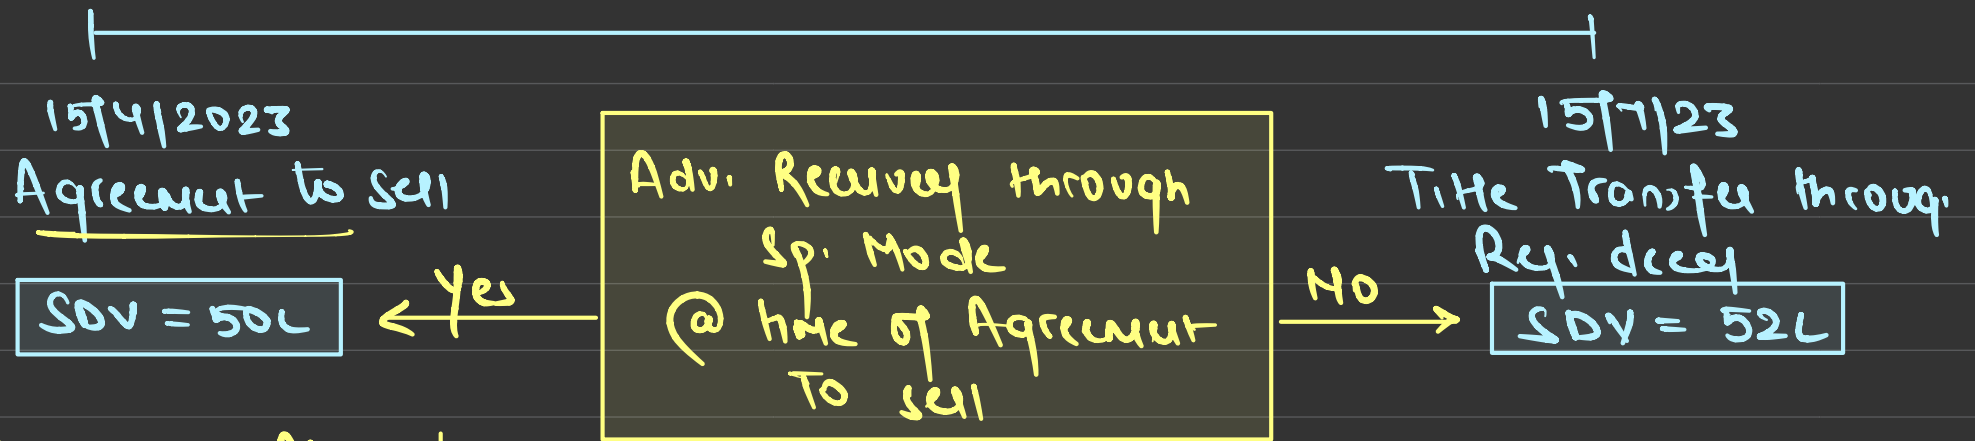 15/4/2023
Agreement to sell
SDV = 50L
Yes
Adv. Received through
Sp. Mode
@ time of Agreement
To sell
No
15/7/23
Title Transfer throug.
Reg. deed
SDV = 52L